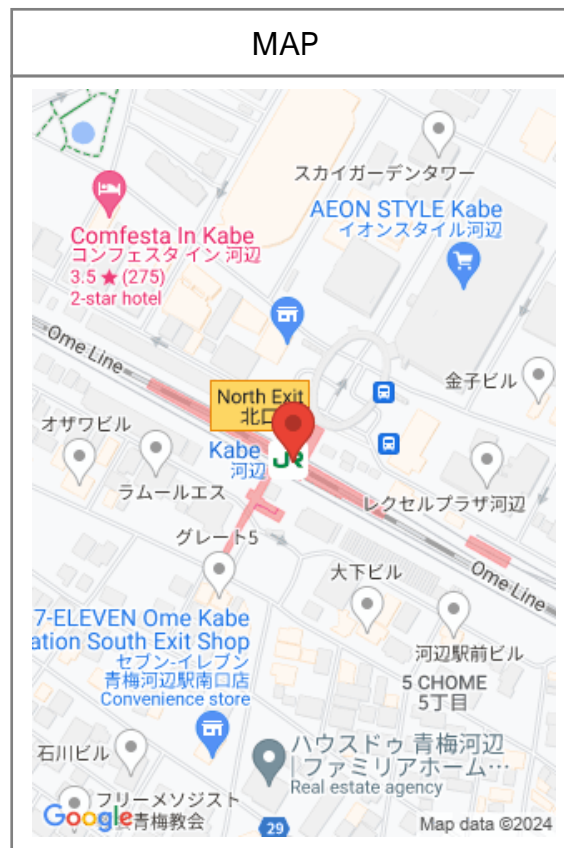 MAP
スカイガーデンタワー
AEON STYLE Kabe
イオンスタイル河辺
Comfesta In Kabe
コンフェスタ イン 河辺
3.5 ★ (275)
2-star hotel
Ome Line
金子ビル
North Exit
北口
オザワビル
Kabe
河辺
JR
ラムールエス
レクセルプラザ河辺
グレート5
大下ビル
Ome Line
7-ELEVEN Ome Kabe
ation South Exit Shop
セブン-イレブン
青梅河辺駅南口店
Convenience store
河辺駅前ビル
5 CHOME
5丁目
石川ビル
ハウスドゥ 青梅河辺
|ファミリアホーム…
Real estate agency
フリーメソジスト
青梅教会
Google
29
Map data ©2024